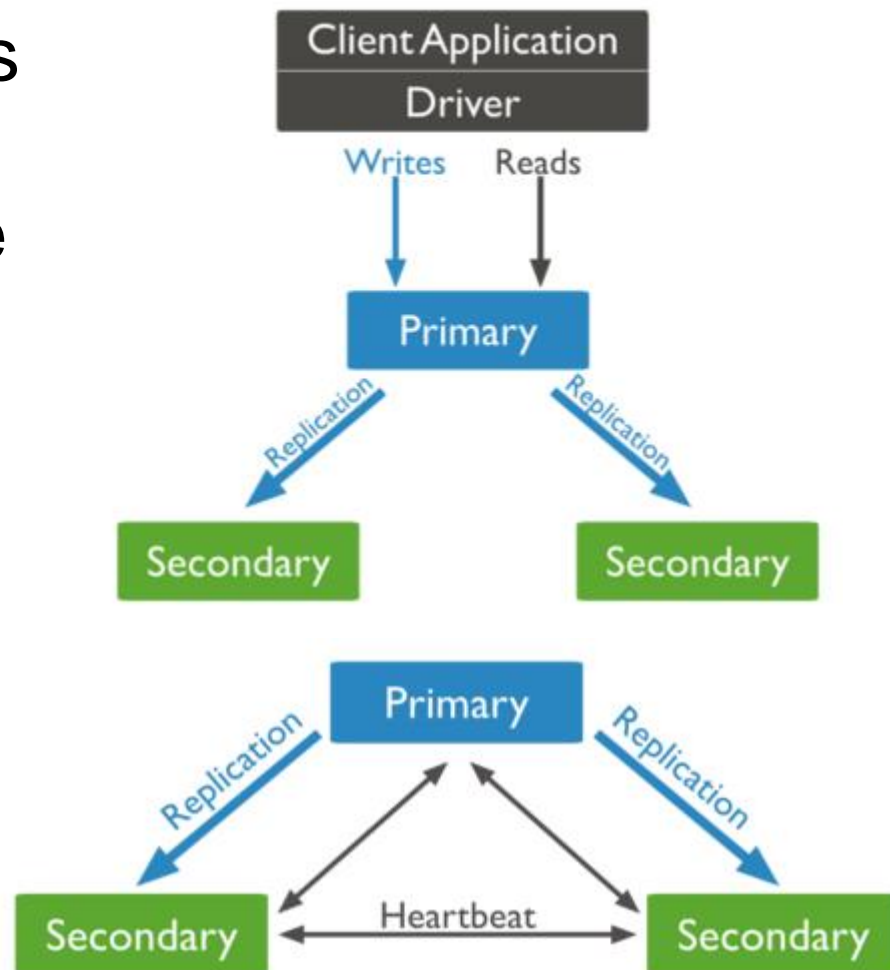 s
e
Client Application
Driver
Writes Reads
Primary
Replication Replication
Secondary Secondary
Primary
Replication Replication
Heartbeat
Secondary Secondary